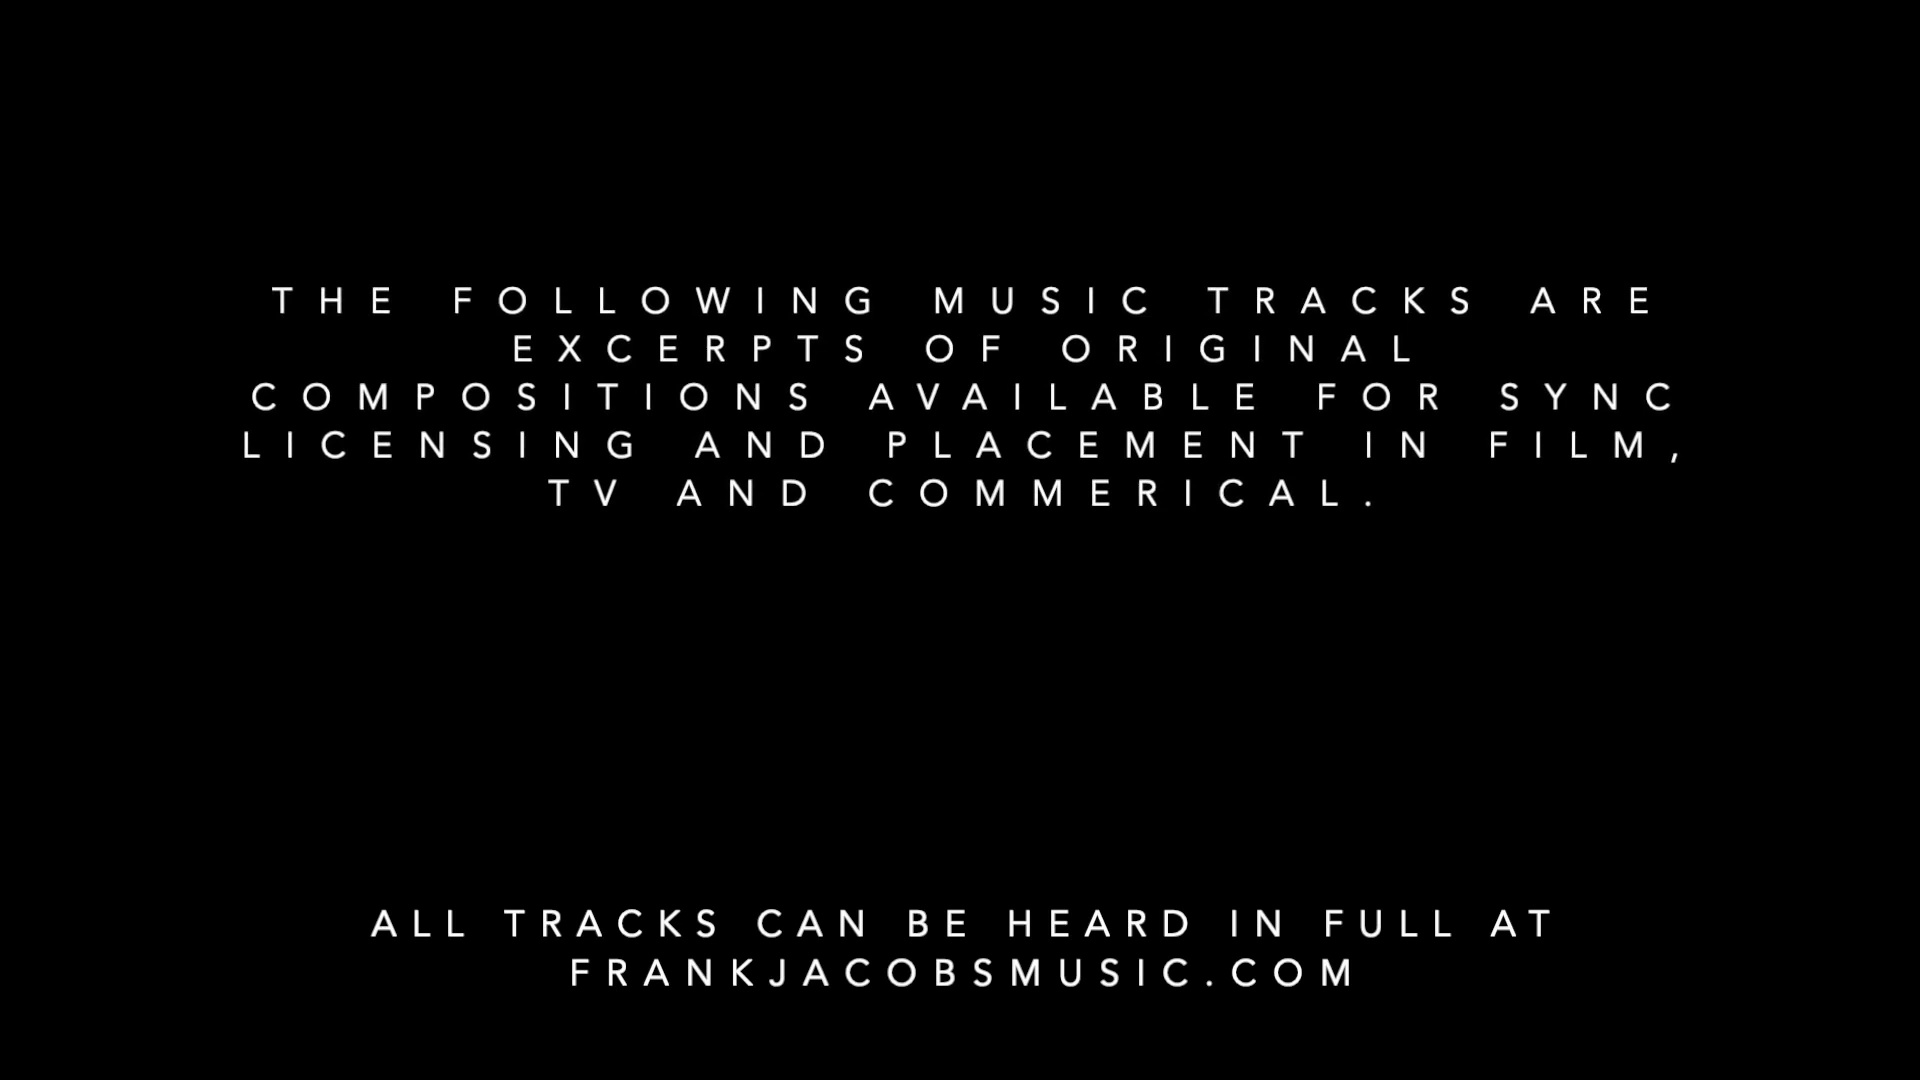 THE FOLLOWING MUSIC TRACKS ARE
EXCERPTS OF ORIGINAL
COMPOSITIONS AVAILABLE FOR SYNC
LICENSING AND PLACEMENT IN FILM,
TV AND COMMERICAL.
ALL TRACKS CAN BE HEARD IN FULL AT
FRANKJACOBSMUSIC.COM